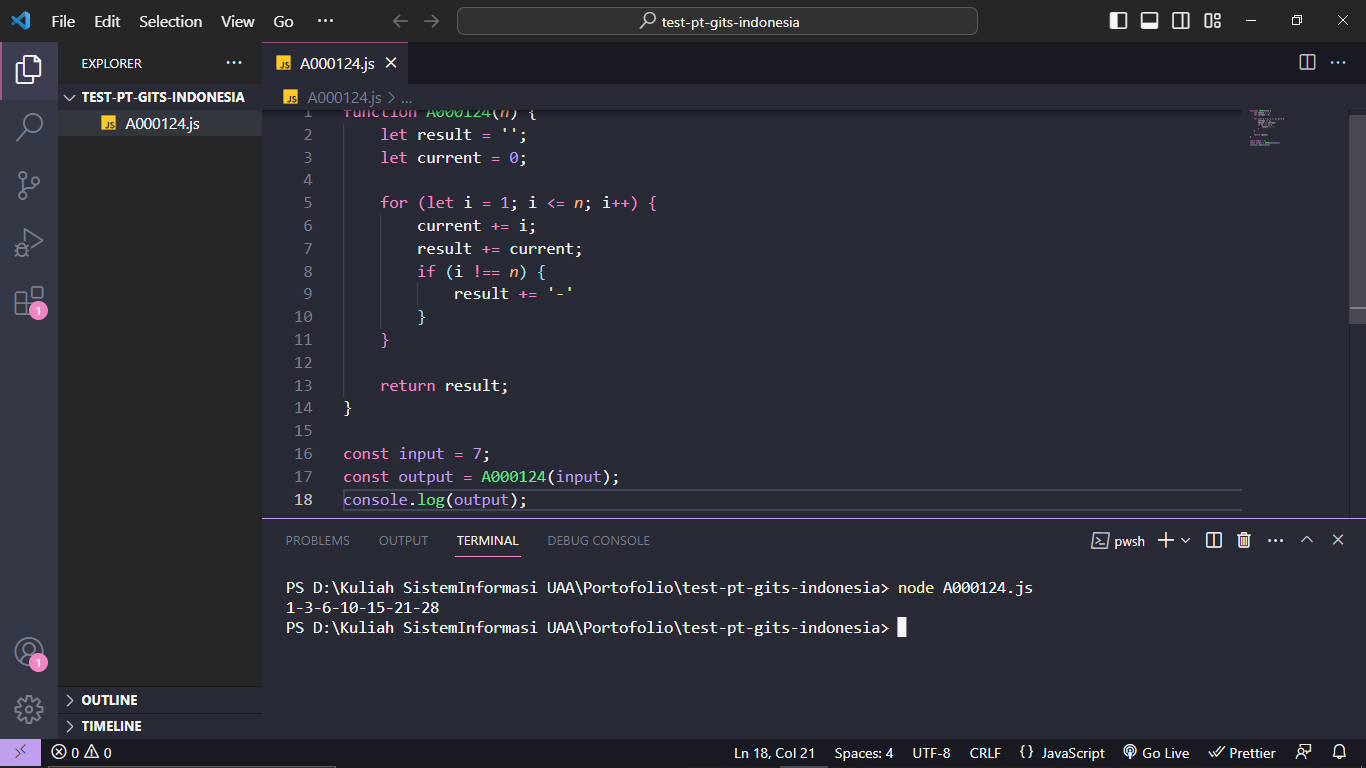 File Edit Selection View Go ··· test-pt-gits-indonesia
EXPLORER ···
TEST-PT-GITS-INDONESIA
JS A000124.js
1
1
JS A000124.js
JS A000124.js > ...
1 function A000124(n) {
2 let result = '';
3 let current = 0;
4
5 for (let i = 1; i <= n; i++) {
6 current += i;
7 result += current;
8 if (i !== n) {
9 result += '-'
10 }
11 }
12
13 return result;
14 }
15
16 const input = 7;
17 const output = A000124(input);
18 console.log(output);
PROBLEMS OUTPUT TERMINAL DEBUG CONSOLE pwsh
PS D:\Kuliah SistemInformasi UAA\Portofolio\test-pt-gits-indonesia> node A000124.js
1-3-6-10-15-21-28
PS D:\Kuliah SistemInformasi UAA\Portofolio\test-pt-gits-indonesia>
OUTLINE
TIMELINE
0 0 Ln 18, Col 21 Spaces: 4 UTF-8 CRLF {} JavaScript Go Live Prettier